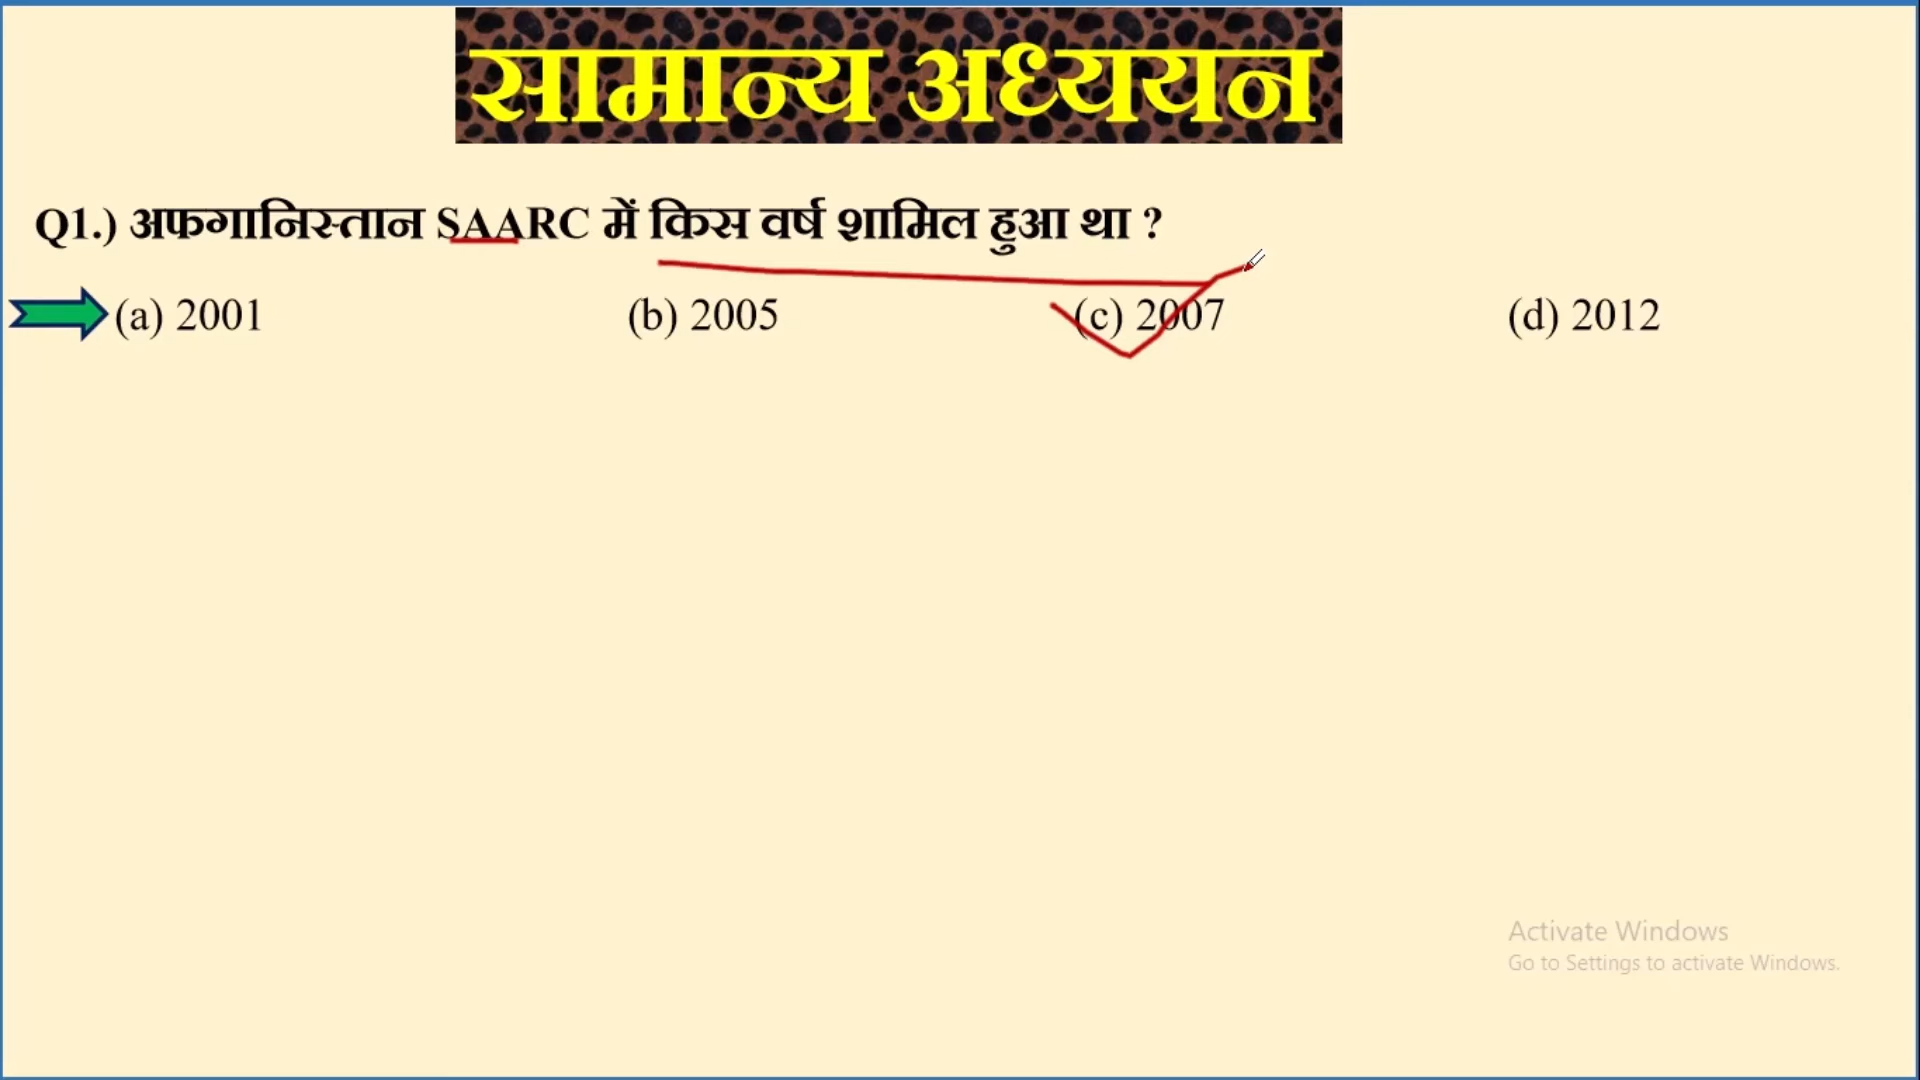 सामान्य अध्ययन
Q1.) अफगानिस्तान SAARC में किस वर्ष शामिल हुआ था ?
(a) 2001 (b) 2005 (c) 2007 (d) 2012
Activate Windows
Go to Settings to activate Windows.